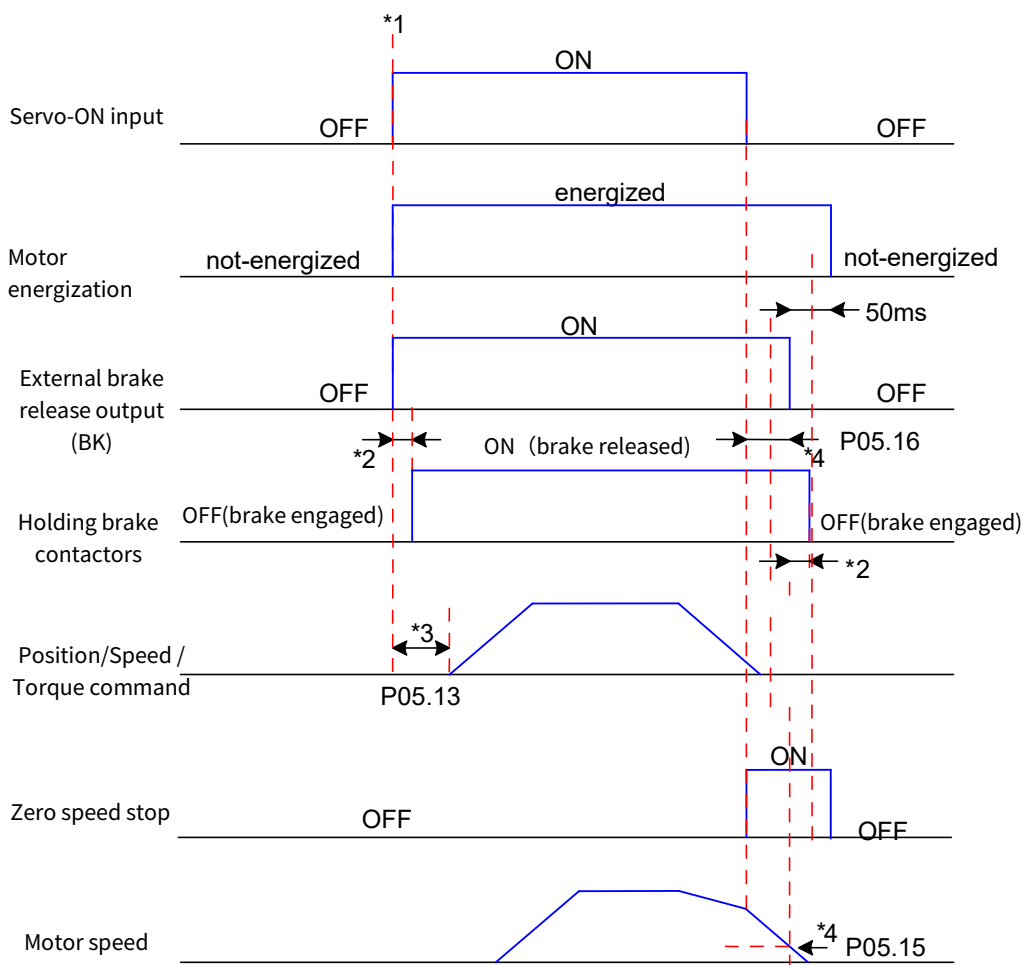 *1
ON
Servo-ON input
OFF
OFF
energized
Motor
energization
not-energized
not-energized
50ms
ON
External brake
release output
(BK)
OFF
OFF
*2
ON（brake released)
*4
P05.16
Holding brake
contactors
OFF(brake engaged)
OFF(brake engaged)
*2
*3
Position/Speed /
Torque command
P05.13
ON
Zero speed stop
OFF
OFF
Motor speed
*4
P05.15